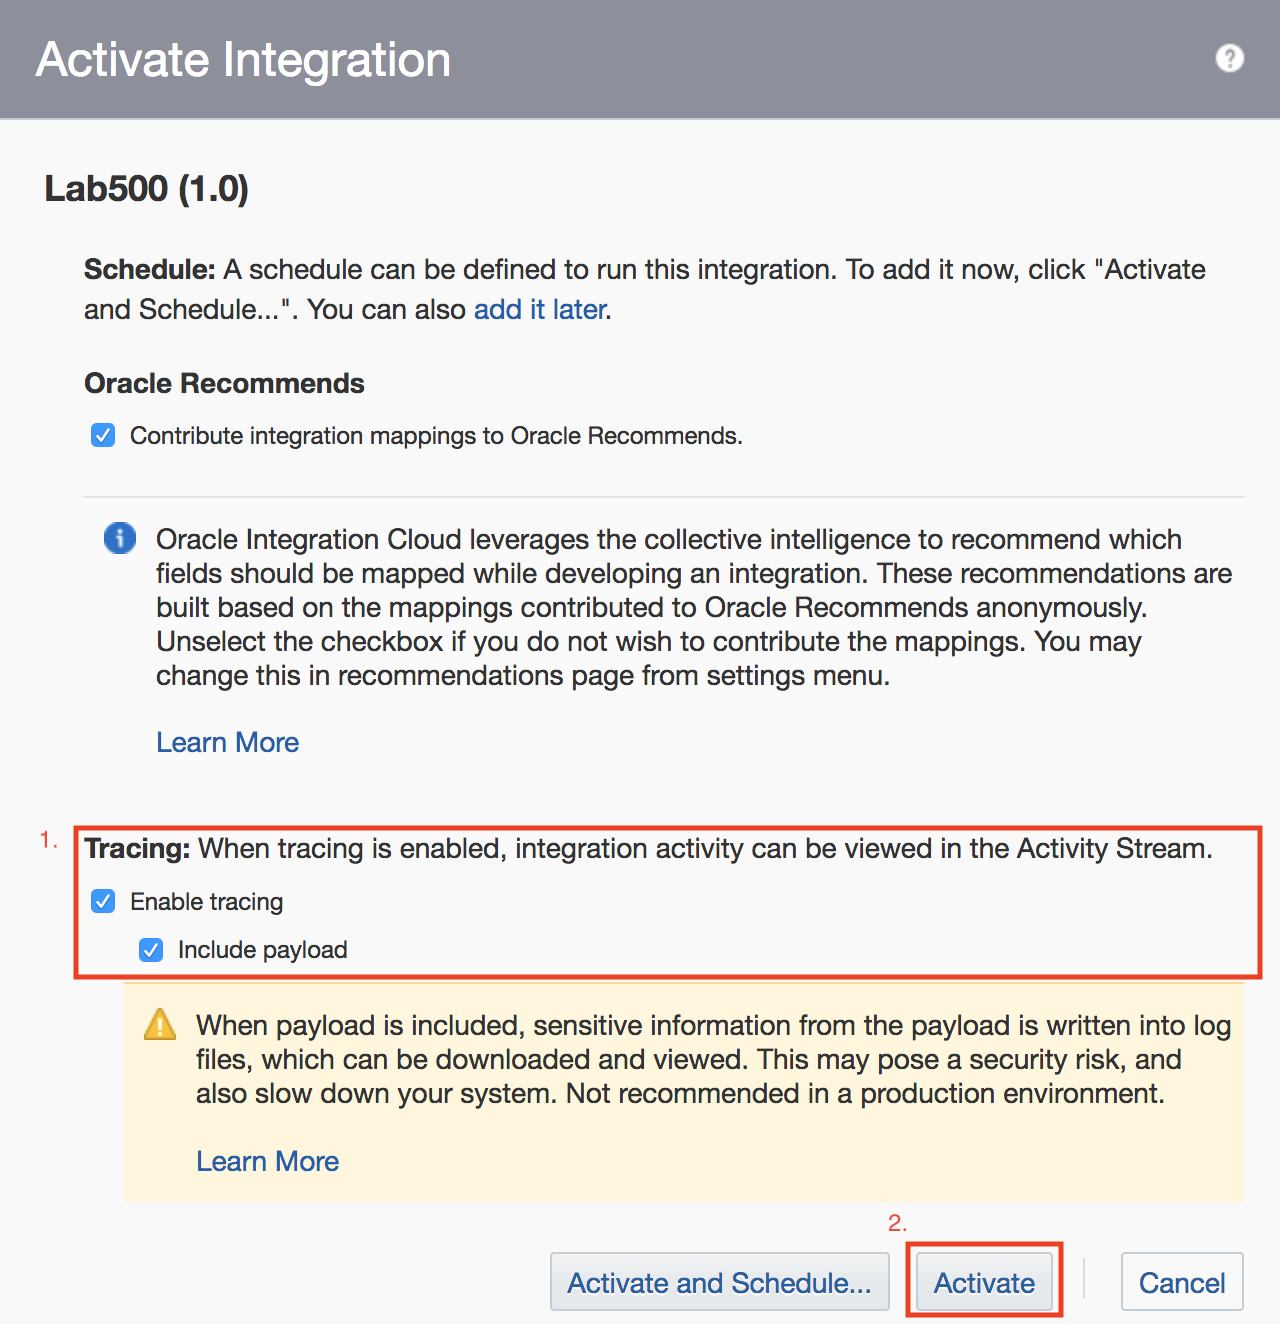 Activate Integration
?
Lab500 (1.0)
Schedule: A schedule can be defined to run this integration. To add it now, click "Activate
and Schedule...". You can also add it later.
Oracle Recommends
Contribute integration mappings to Oracle Recommends.
i
Oracle Integration Cloud leverages the collective intelligence to recommend which
fields should be mapped while developing an integration. These recommendations are
built based on the mappings contributed to Oracle Recommends anonymously.
Unselect the checkbox if you do not wish to contribute the mappings. You may
change this in recommendations page from settings menu.
Learn More
1.
Tracing: When tracing is enabled, integration activity can be viewed in the Activity Stream.
Enable tracing
Include payload
!
When payload is included, sensitive information from the payload is written into log
files, which can be downloaded and viewed. This may pose a security risk, and
also slow down your system. Not recommended in a production environment.
Learn More
2.
Activate and Schedule... Activate Cancel